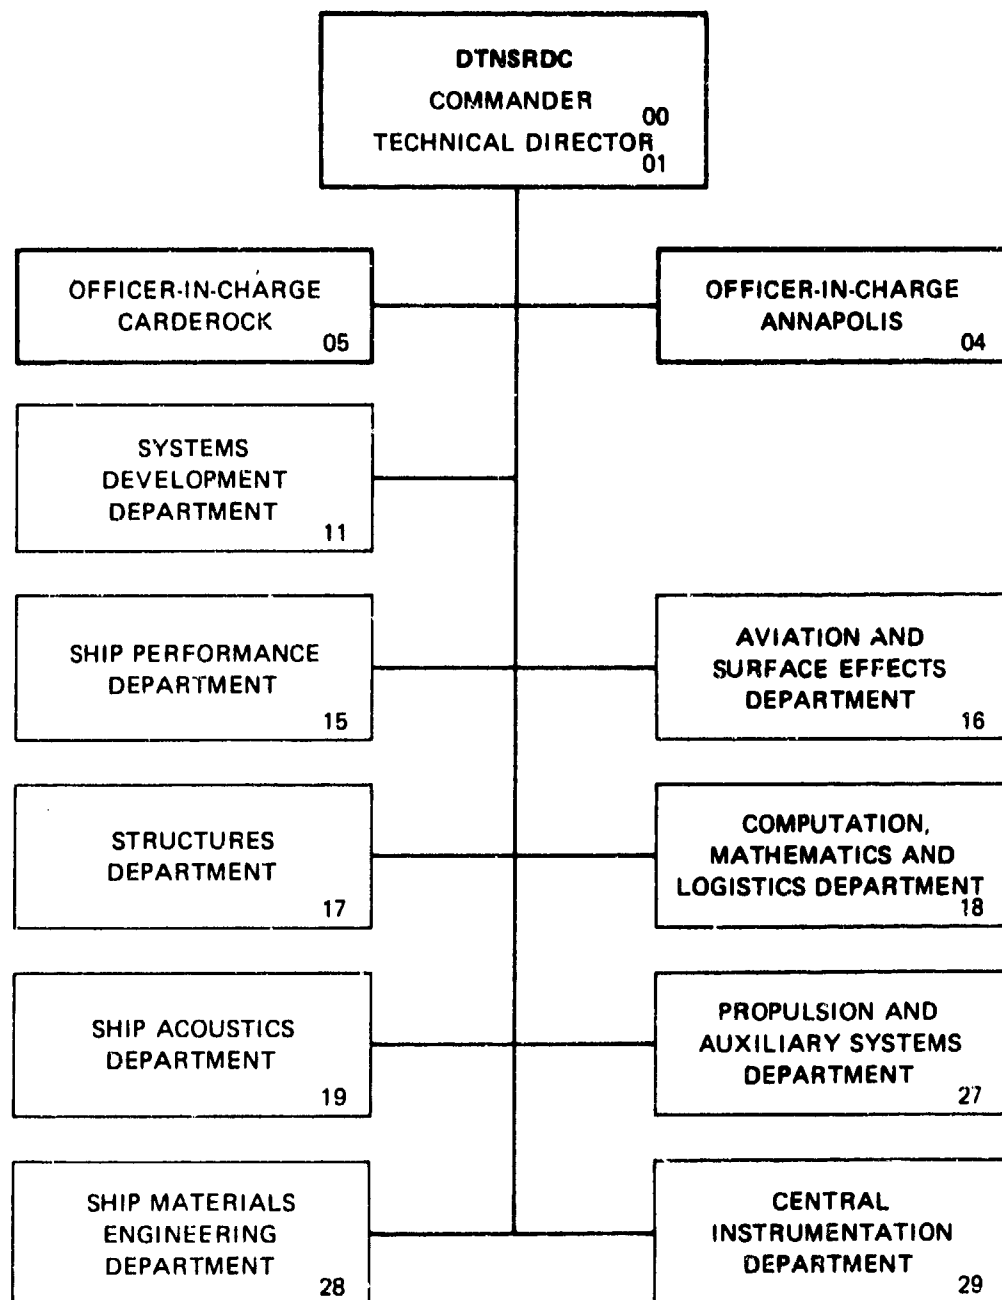 DTNSRDC
COMMANDER
00
TECHNICAL DIRECTOR
01
OFFICER-IN-CHARGE
CARDEROCK
05
OFFICER-IN-CHARGE
ANNAPOLIS
04
SYSTEMS
DEVELOPMENT
DEPARTMENT
11
SHIP PERFORMANCE
DEPARTMENT
15
AVIATION AND
SURFACE EFFECTS
DEPARTMENT
16
STRUCTURES
DEPARTMENT
17
COMPUTATION,
MATHEMATICS AND
LOGISTICS DEPARTMENT
18
SHIP ACOUSTICS
DEPARTMENT
19
PROPULSION AND
AUXILIARY SYSTEMS
DEPARTMENT
27
SHIP MATERIALS
ENGINEERING
DEPARTMENT
28
CENTRAL
INSTRUMENTATION
DEPARTMENT
29